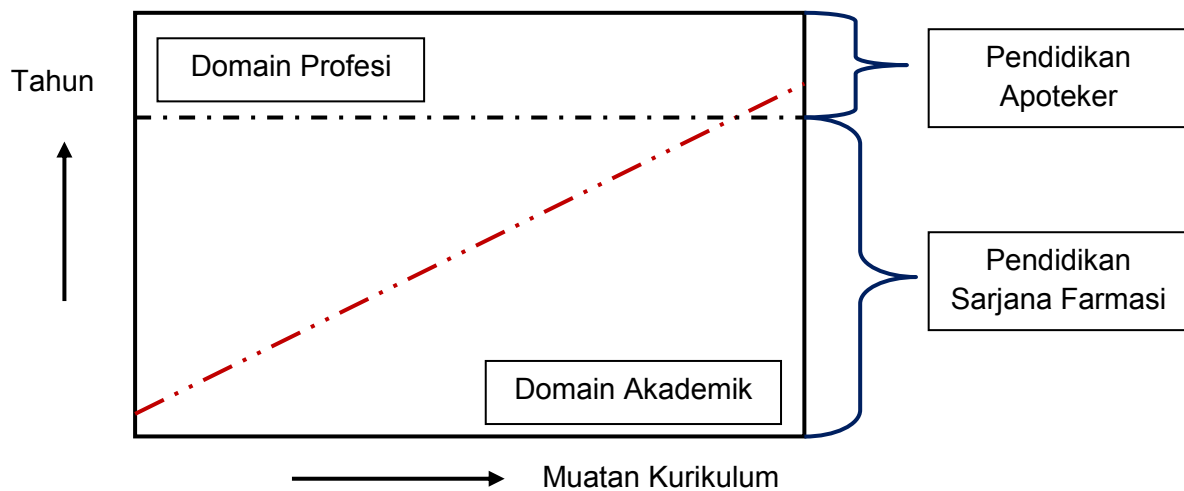 Domain Profesi
Tahun
Pendidikan
Apoteker
Pendidikan
Sarjana Farmasi
Domain Akademik
Muatan Kurikulum